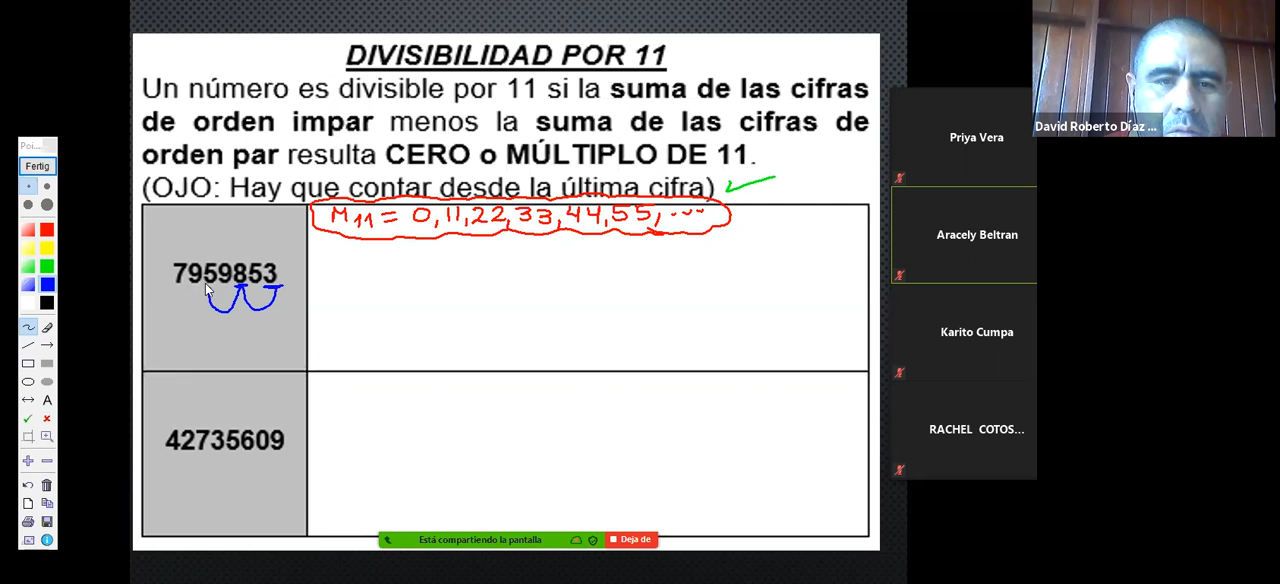 DIVISIBILIDAD POR 11
Un número es divisible por 11 si la suma de las cifras
de orden impar menos la suma de las cifras de
orden par resulta CERO o MÚLTIPLO DE 11.
(OJO: Hay que contar desde la última cifra)
M11 = 0, 11, 22, 33, 44, 55, ...
7959853
42735609
Poi...
Fertig
A
Está compartiendo la pantalla
Deja de
David Roberto Díaz ...
Priya Vera
Aracely Beltran
Karito Cumpa
RACHEL COTOS...